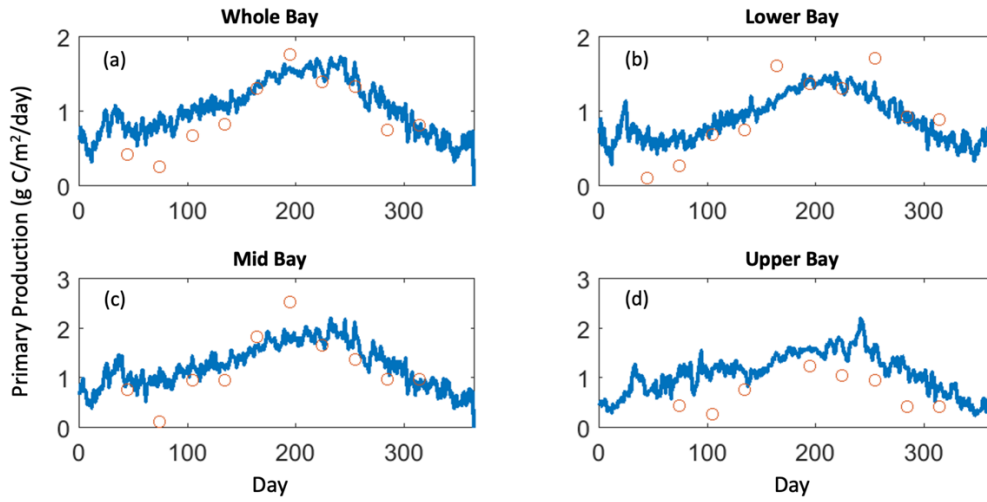 Whole Bay
Lower Bay
(a)
(b)
2
1
0
0 100 200 300
2
1
0
0 100 200 300
Primary Production (g C/m²/day)
Mid Bay
Upper Bay
(c)
(d)
3
2
1
0
0 100 200 300
3
2
1
0
0 100 200 300
Day
Day